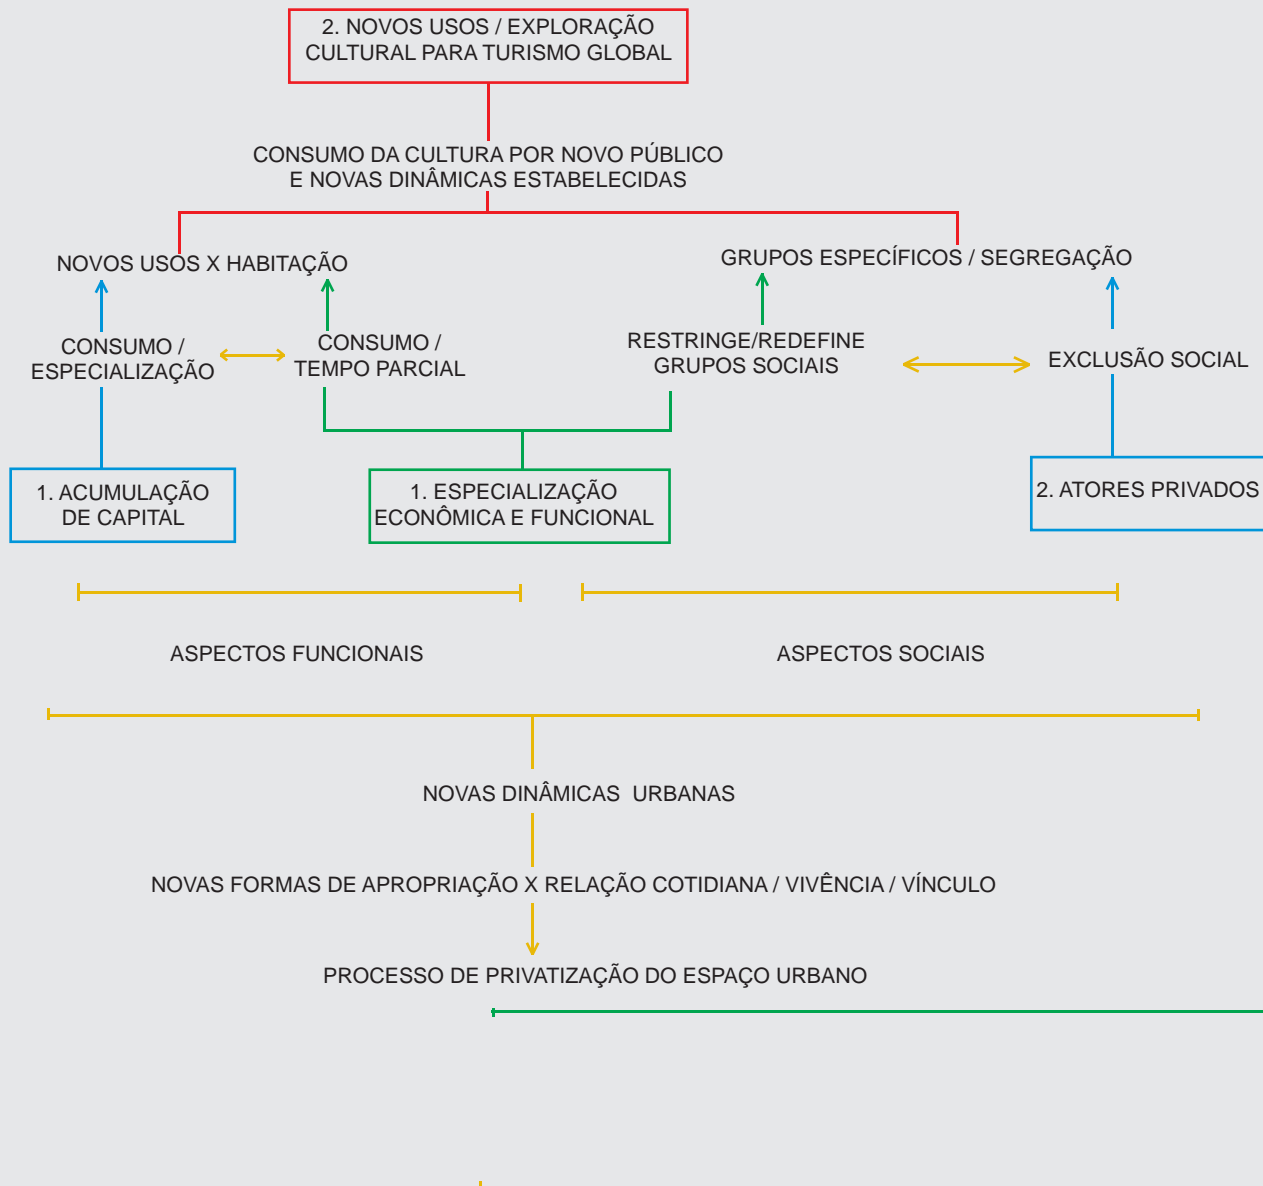 2. NOVOS USOS / EXPLORAÇÃO
CULTURAL PARA TURISMO GLOBAL
CONSUMO DA CULTURA POR NOVO PÚBLICO
E NOVAS DINÂMICAS ESTABELECIDAS
NOVOS USOS X HABITAÇÃO
GRUPOS ESPECÍFICOS / SEGREGAÇÃO
CONSUMO /
ESPECIALIZAÇÃO
CONSUMO /
TEMPO PARCIAL
RESTRINGE/REDEFINE
GRUPOS SOCIAIS
EXCLUSÃO SOCIAL
1. ACUMULAÇÃO
DE CAPITAL
1. ESPECIALIZAÇÃO
ECONÔMICA E FUNCIONAL
2. ATORES PRIVADOS
ASPECTOS FUNCIONAIS
ASPECTOS SOCIAIS
NOVAS DINÂMICAS URBANAS
NOVAS FORMAS DE APROPRIAÇÃO X RELAÇÃO COTIDIANA / VIVÊNCIA / VÍNCULO
PROCESSO DE PRIVATIZAÇÃO DO ESPAÇO URBANO